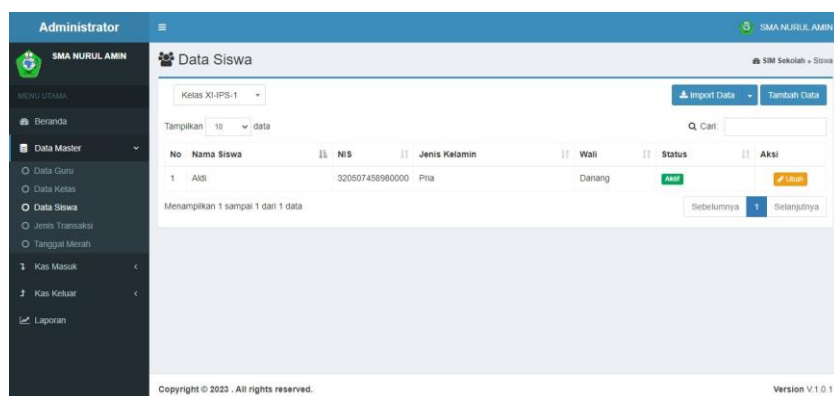 Administrator
SMA NURUL AMIN
SMA NURUL AMIN
Data Siswa
SIM Sekolah » Siswa
MENU UTAMA
Beranda
Data Master
Data Guru
Data Kelas
Data Siswa
Jenis Transaksi
Tanggal Merah
Kas Masuk
Kas Keluar
Laporan
Kelas XI-IPS-1
Import Data
Tambah Data
Tampilkan 10 data
Cari:
No Nama Siswa NIS Jenis Kelamin Wali Status Aksi
1 Aldi 320507458980000 Pria Danang Aktif Ubah
Menampilkan 1 sampai 1 dari 1 data
Sebelumnya 1 Selanjutnya
Copyright © 2023 . All rights reserved.
Version V.1.0.1